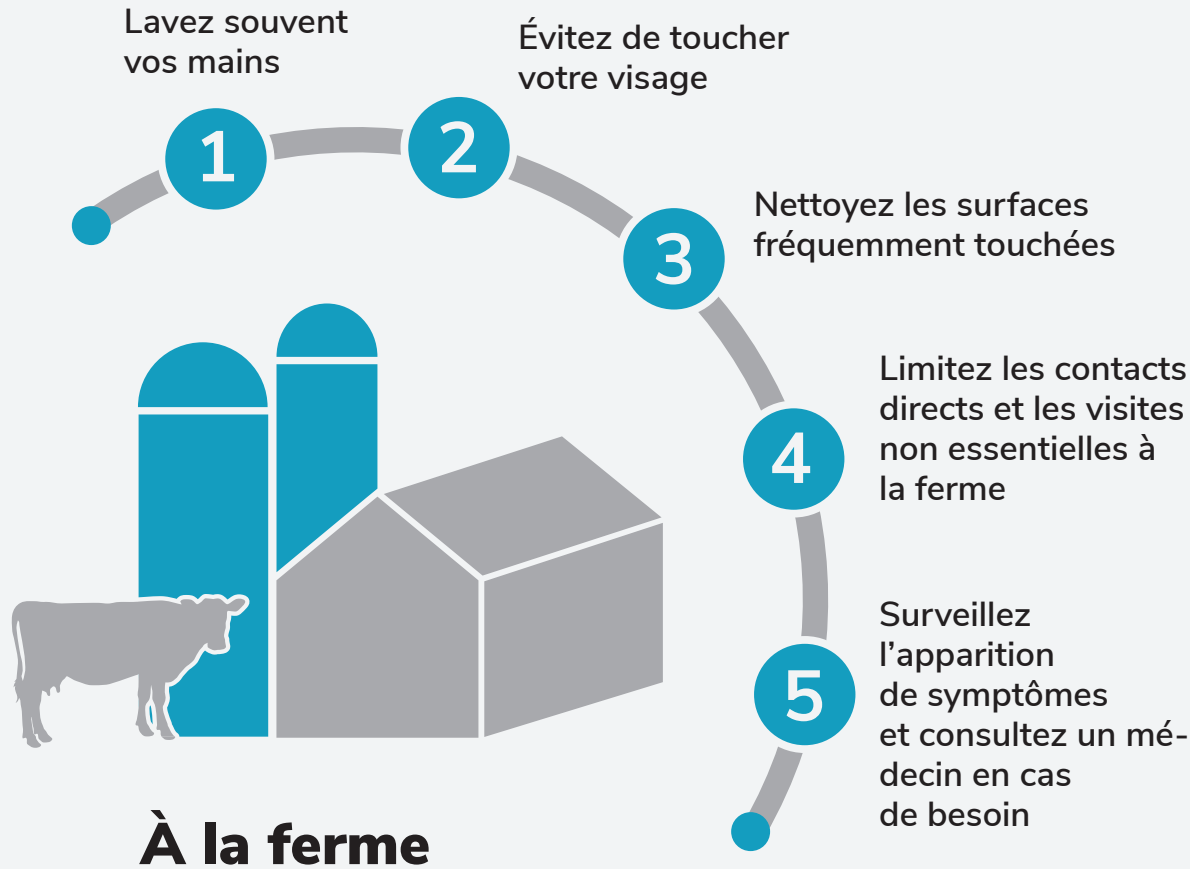 Lavez souvent
vos mains
1
Évitez de toucher
votre visage
2
Nettoyez les surfaces
fréquemment touchées
3
Limitez les contacts
directs et les visites
non essentielles à
la ferme
4
Surveillez
l’apparition
de symptômes
et consultez un mé-
decin en cas
de besoin
5
À la ferme